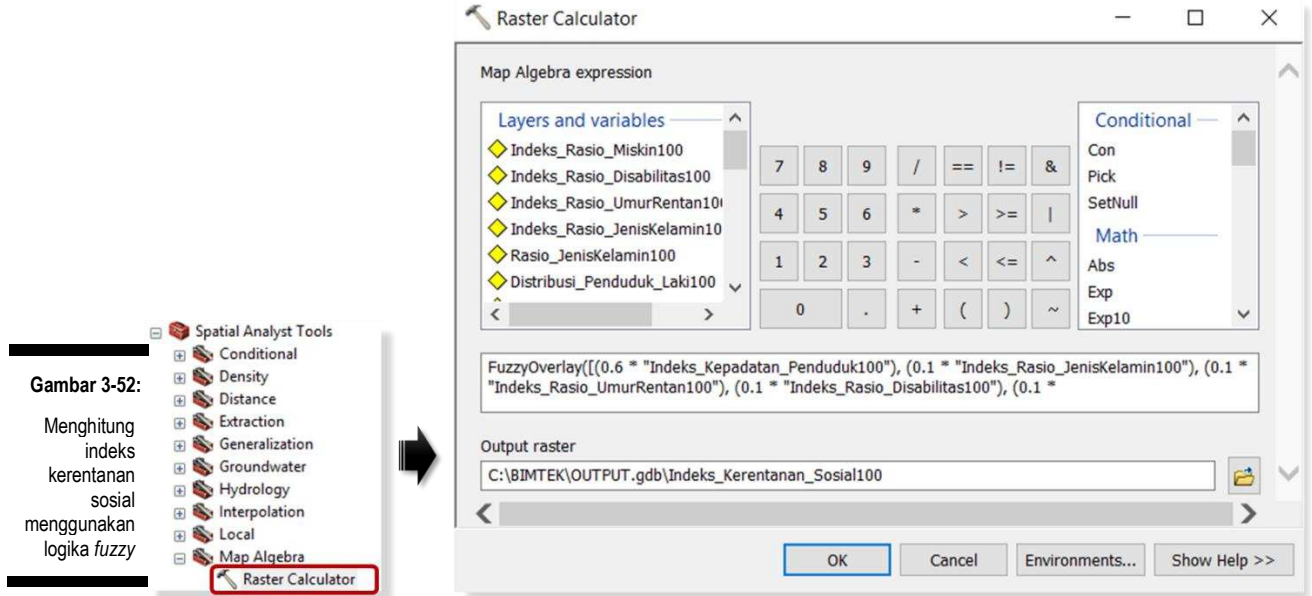 Gambar 3-52:
Menghitung
indeks
kerentanan
sosial
menggunakan
logika fuzzy
Spatial Analyst Tools
Conditional
Density
Distance
Extraction
Generalization
Groundwater
Hydrology
Interpolation
Local
Map Algebra
Raster Calculator
Raster Calculator
Map Algebra expression
Layers and variables
Indeks_Rasio_Miskin100
Indeks_Rasio_Disabilitas100
Indeks_Rasio_UmurRentan10
Indeks_Rasio_JenisKelamin10
Rasio_JenisKelamin100
Distribusi_Penduduk_Laki100
7 8 9 / == != &
4 5 6 * > >= |
1 2 3 - < <= ^
0 . + ( ) ~
Conditional
Con
Pick
SetNull
Math
Abs
Exp
Exp10
FuzzyOverlay([(0.6 * "Indeks_Kepadatan_Penduduk100"), (0.1 * "Indeks_Rasio_JenisKelamin100"), (0.1 *
"Indeks_Rasio_UmurRentan100"), (0.1 * "Indeks_Rasio_Disabilitas100"), (0.1 *
Output raster
C:\BIMTEK\OUTPUT.gdb\Indeks_Kerentanan_Sosial100
OK Cancel Environments... Show Help >>